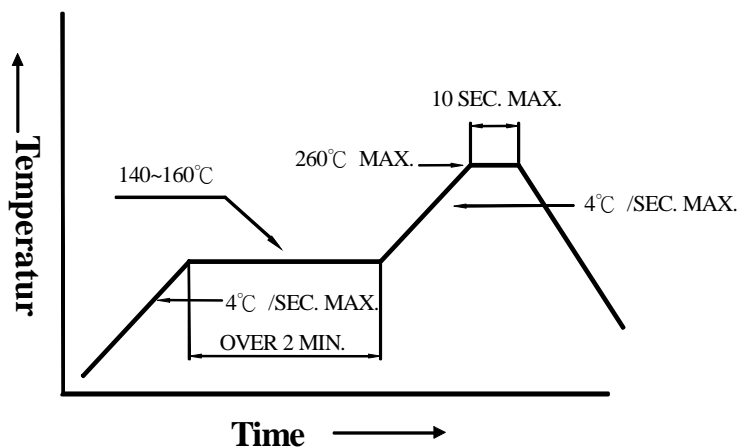 10 SEC. MAX.
260℃ MAX.
140~160℃
4℃ /SEC. MAX.
4℃ /SEC. MAX.
OVER 2 MIN.
Temperatur
Time